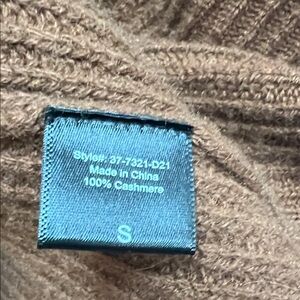 Style#: 37-7321-D21
Made in China
100% Cashmere
S